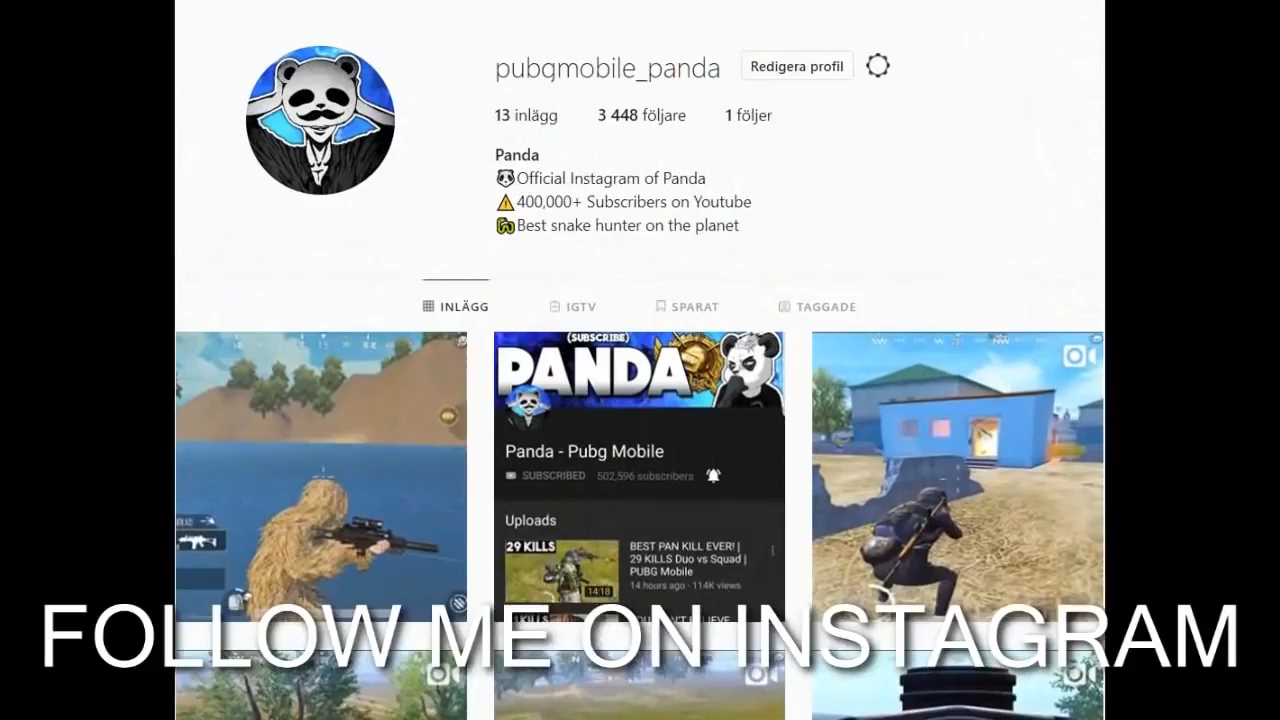 pubgmobile_panda Redigera profil
13 inlägg 3 448 följare 1 följer
Panda
Official Instagram of Panda
400,000+ Subscribers on Youtube
Best snake hunter on the planet
INLÄGG IGTV SPARAT TAGGADE
(SUBSCRIBE)
PANDA
Panda - Pubg Mobile
SUBSCRIBED 502,596 subscribers
Uploads
29 KILLS
14:18
BEST PAN KILL EVER! |
29 KILLS Duo vs Squad |
PUBG Mobile
14 hours ago · 114K views
FOLLOW ME ON INSTAGRAM